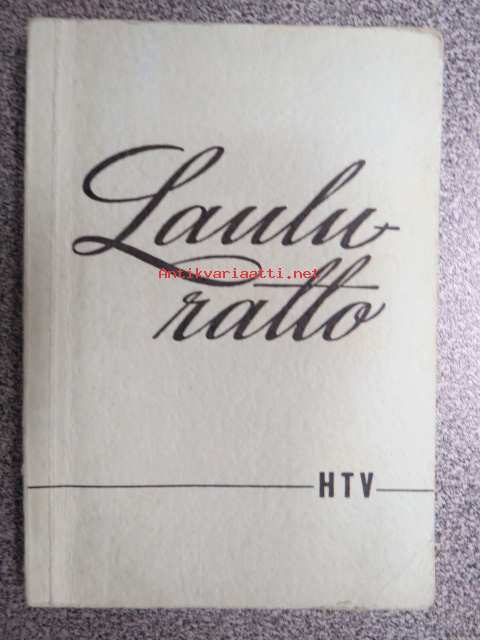 Laulu-
ratto
Antikvariaatti.net
HTV